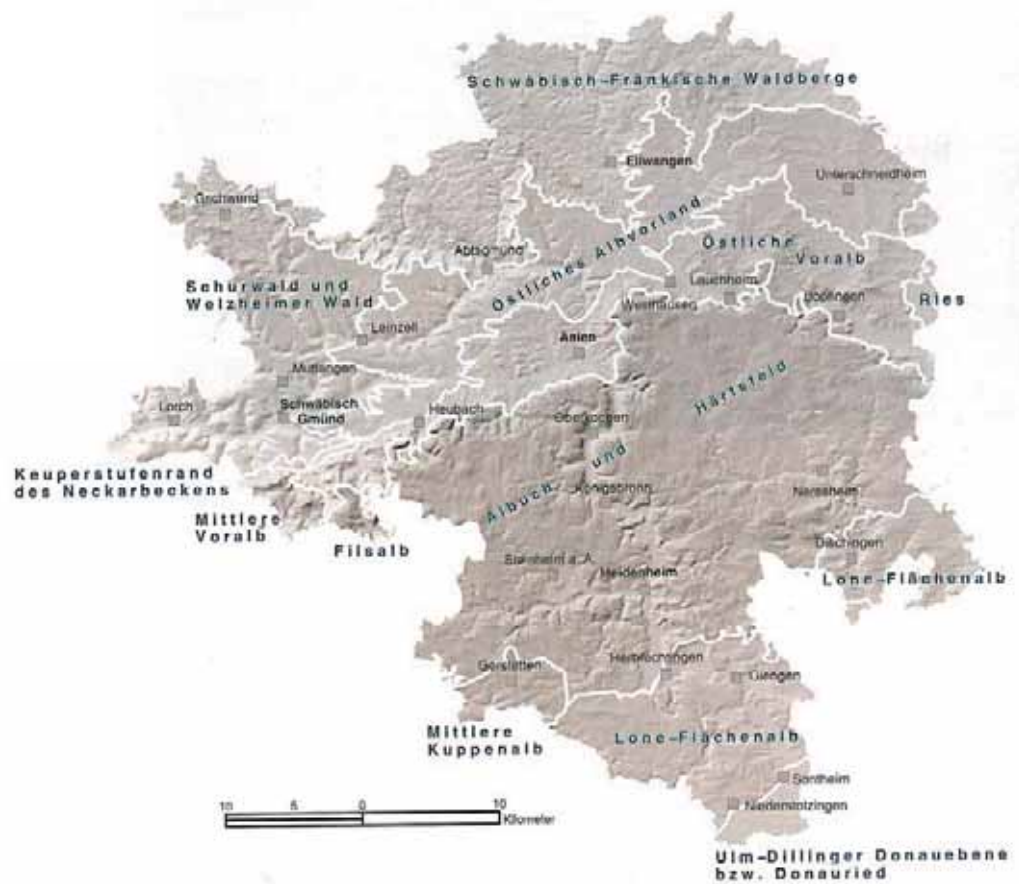 Schwäbisch-Fränkische Waldberge
Ellwangen
Unterschneidheim
Gschwend
Abtsgmünd
Östliches Albvorland
Östliche
Voralb
Schurwald und
Welzheimer Wald
Lauchheim
Westhausen
Bopfingen
Ries
Leinzell
Aalen
Mutlangen
Härtsfeld
Lorch
Schwäbisch
Gmünd
Heubach
Oberkochen
Keuperstufenrand
des Neckarbeckens
Albuch und
Königsbronn
Neresheim
Mittlere
Voralb
Filsalb
Dischingen
Steinheim a. A.
Heidenheim
Lone-Flächenalb
Gerstetten
Herbrechtingen
Giengen
Mittlere
Kuppenalb
Lone-Flächenalb
Sontheim
Niederstotzingen
10 5 0 10
Kilometer
Ulm-Dillinger Donauebene
bzw. Donauried